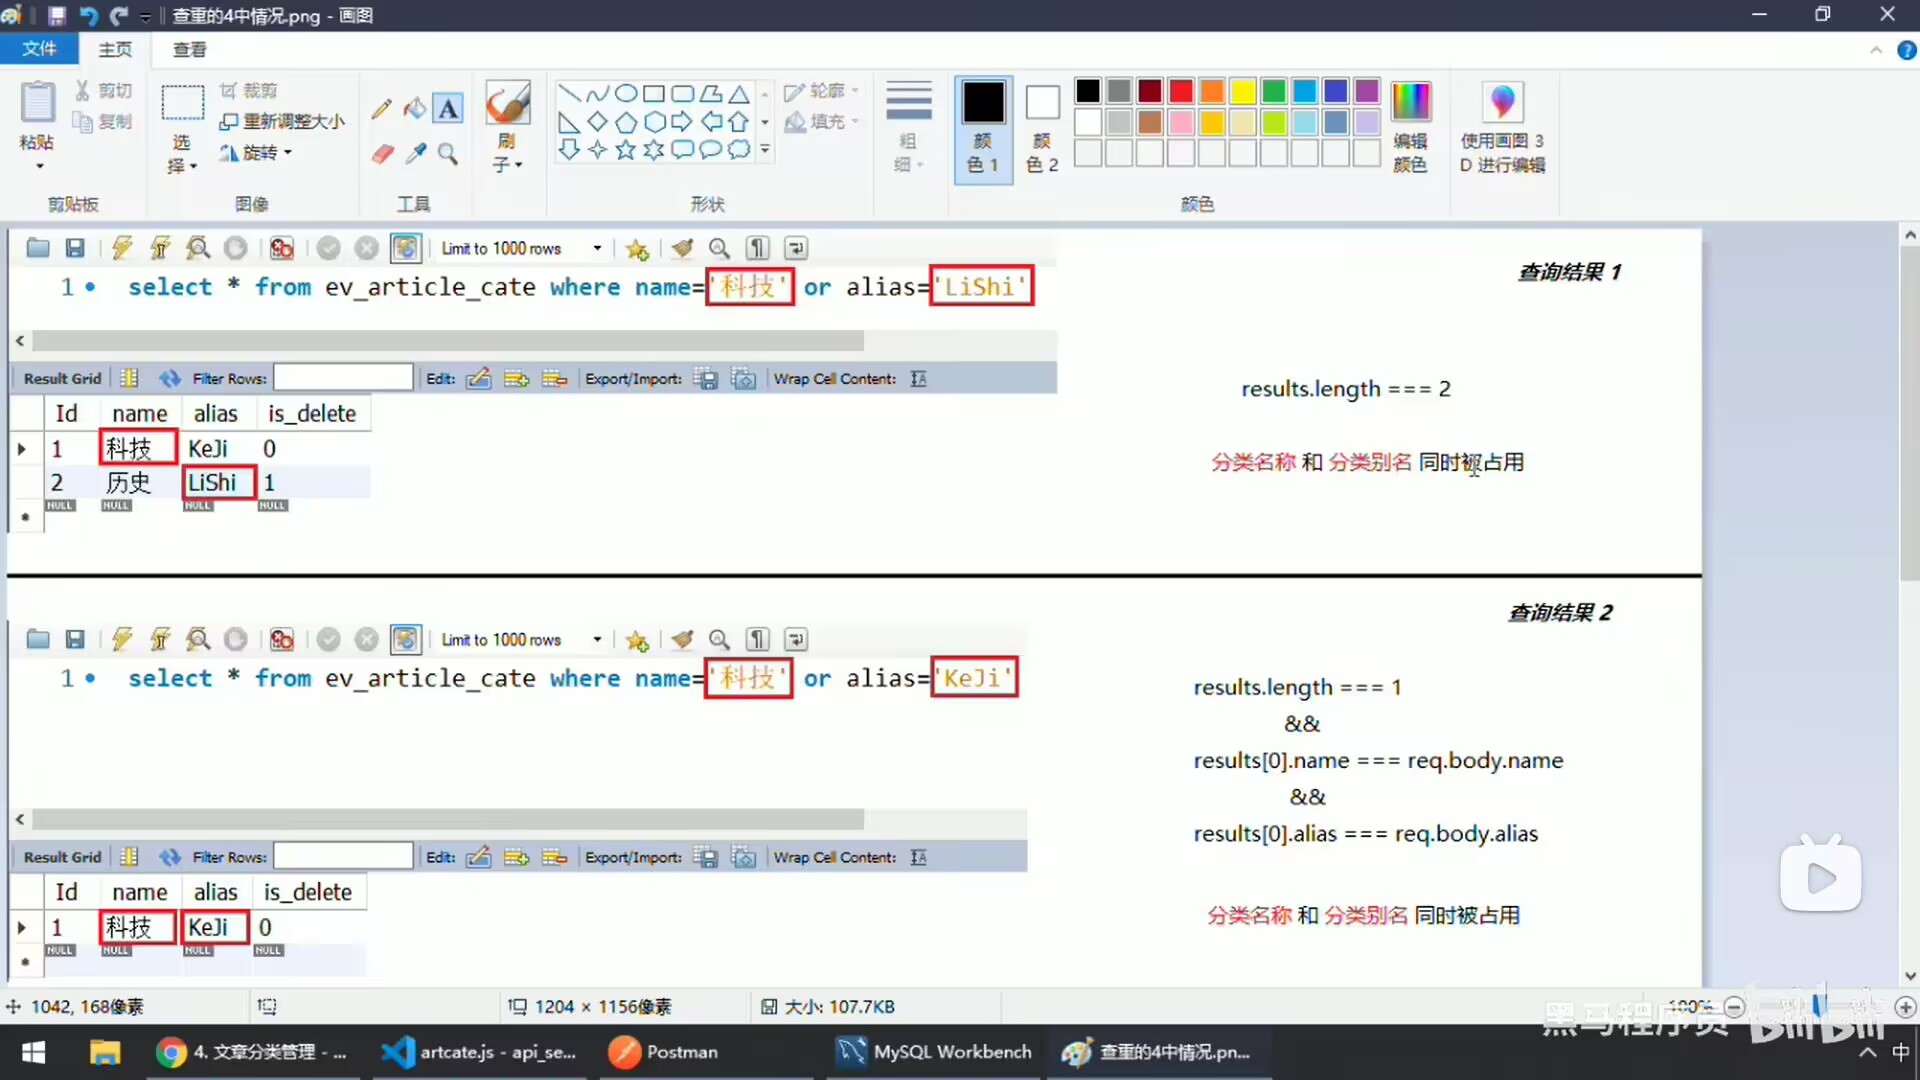 查重的4中情况.png - 画图
文件 主页 查看
粘贴 剪切 复制 选择 裁剪 重新调整大小 旋转 A 刷子 轮廓 填充 粗细 颜色 1 颜色 2 编辑颜色 使用画图 3D 进行编辑
剪贴板 图像 工具 形状 颜色
Limit to 1000 rows
查询结果 1
1 select * from ev_article_cate where name='科技' or alias='LiShi'
Result Grid Filter Rows: Edit: Export/Import: Wrap Cell Content:
results.length === 2
Id name alias is_delete
1 科技 KeJi 0
分类名称 和 分类别名 同时被占用
2 历史 LiShi 1
NULL NULL NULL NULL
查询结果 2
Limit to 1000 rows
1 select * from ev_article_cate where name='科技' or alias='KeJi'
results.length === 1
&&
results[0].name === req.body.name
&&
results[0].alias === req.body.alias
Result Grid Filter Rows: Edit: Export/Import: Wrap Cell Content:
Id name alias is_delete
1 科技 KeJi 0
分类名称 和 分类别名 同时被占用
NULL NULL NULL NULL
1042, 168像素 1204 × 1156像素 大小: 107.7KB 100%
黑马程序员 bilibili
4. 文章分类管理 - ... artcate.js - api_se... Postman MySQL Workbench 查重的4中情况.pn... 中